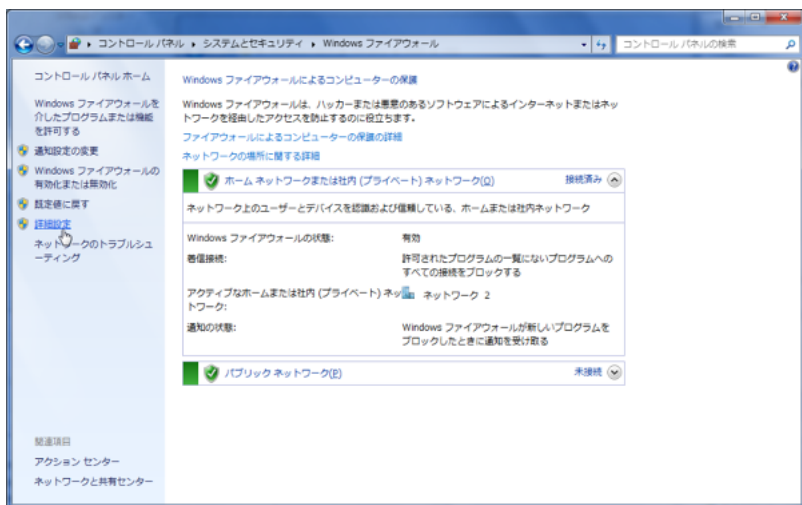 コントロール パネル ▸ システムとセキュリティ ▸ Windows ファイアウォール
コントロール パネルの検索
コントロール パネル ホーム
Windows ファイアウォールを
介したプログラムまたは機能
を許可する
通知設定の変更
Windows ファイアウォールの
有効化または無効化
既定値に戻す
詳細設定
ネットワークのトラブルシュ
ーティング
関連項目
アクション センター
ネットワークと共有センター
Windows ファイアウォールによるコンピューターの保護
Windows ファイアウォールは、ハッカーまたは悪意のあるソフトウェアによるインターネットまたはネッ
トワークを経由したアクセスを防止するのに役立ちます。
ファイアウォールによるコンピューターの保護の詳細
ネットワークの場所に関する詳細
ホーム ネットワークまたは社内 (プライベート) ネットワーク(O) 接続済み
ネットワーク上のユーザーとデバイスを認識および信頼している、ホームまたは社内ネットワーク
Windows ファイアウォールの状態: 有効
着信接続: 許可されたプログラムの一覧にないプログラムへの
すべての接続をブロックする
アクティブなホームまたは社内 (プライベート) ネッ ネットワーク 2
トワーク:
通知の状態: Windows ファイアウォールが新しいプログラムを
ブロックしたときに通知を受け取る
パブリック ネットワーク(P) 未接続